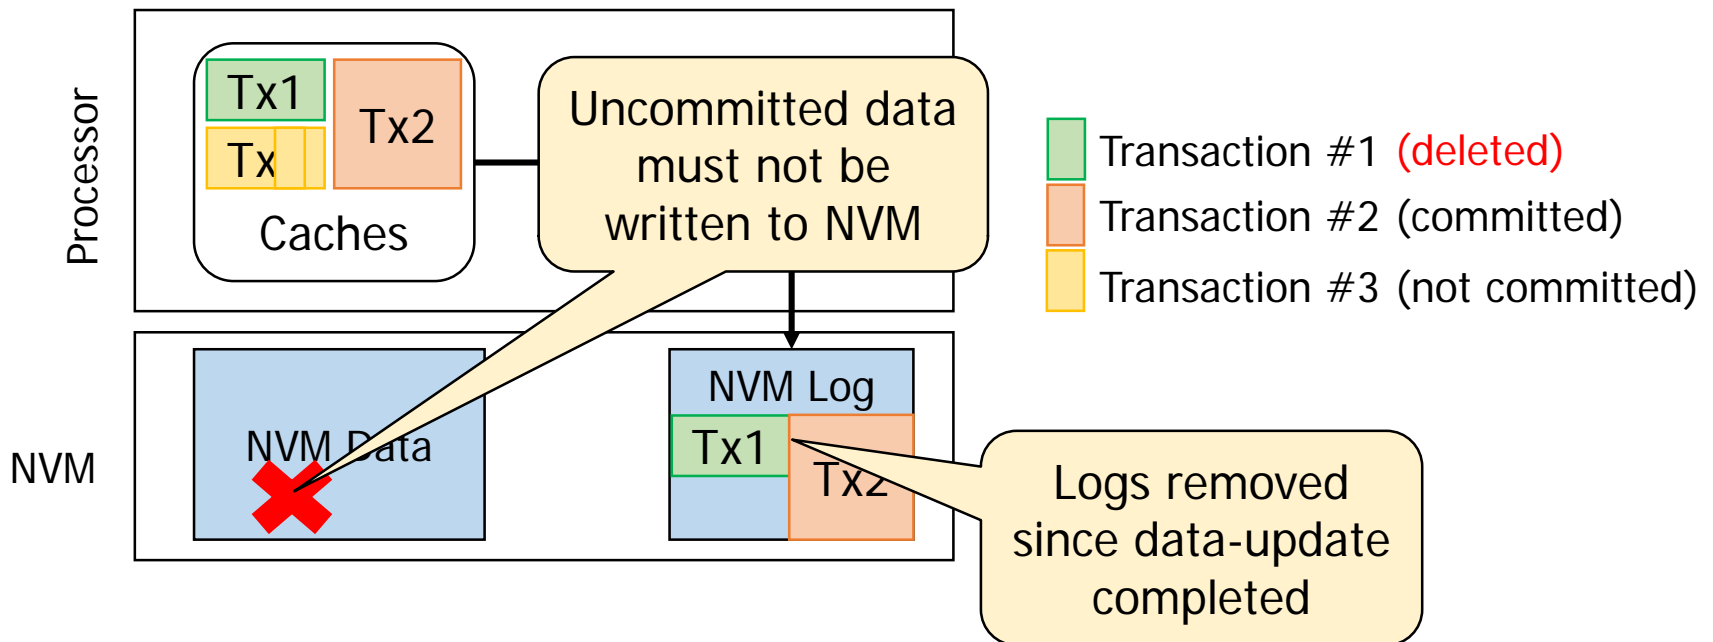 Processor
Tx1
Tx2
Tx
Caches
Uncommitted data
must not be
written to NVM
Transaction #1 (deleted)
Transaction #2 (committed)
Transaction #3 (not committed)
NVM
NVM Data
NVM Log
Tx1
Tx2
Logs removed
since data-update
completed